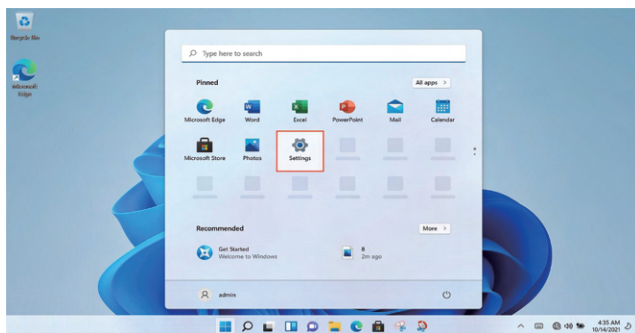 Recycle Bin
Microsoft
Edge
Type here to search
Pinned
All apps >
Microsoft Edge
Word
Excel
PowerPoint
Mail
Calendar
Microsoft Store
Photos
Settings
Recommended
More >
Get Started
Welcome to Windows
8
2m ago
admin
4:35 AM
10/14/2021